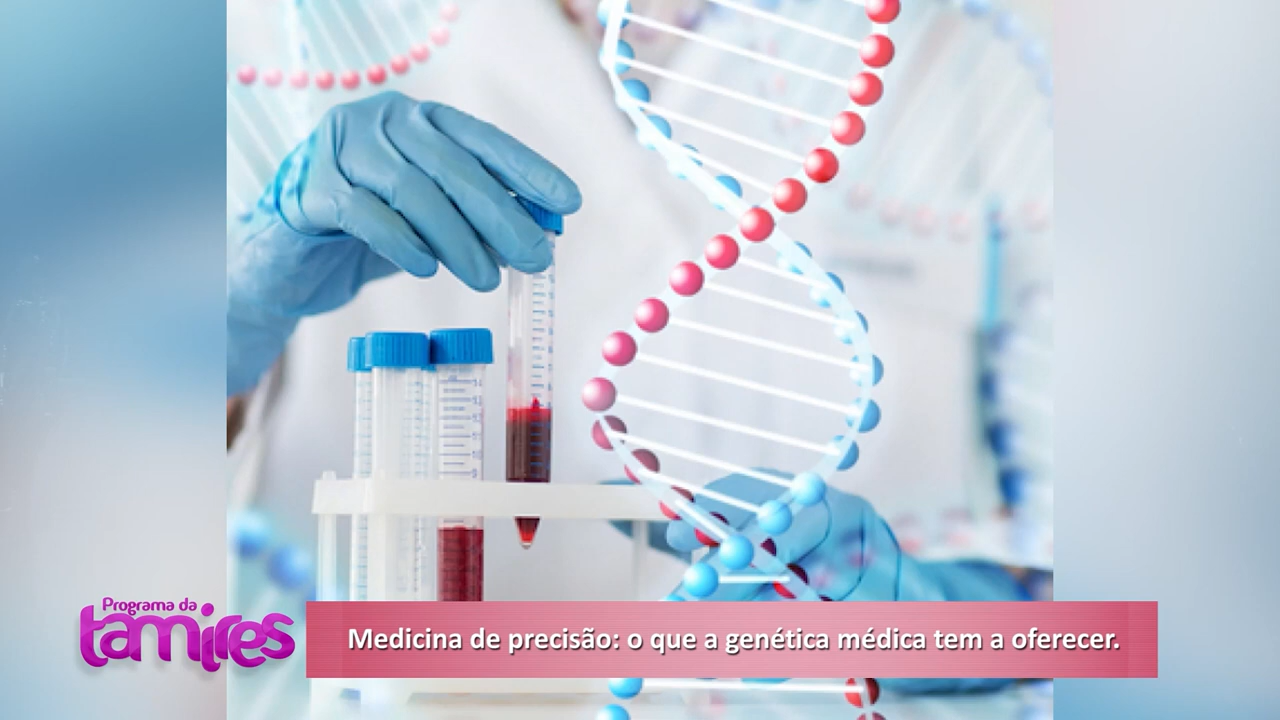 Programa da
tamires
Medicina de precisão: o que a genética médica tem a oferecer.